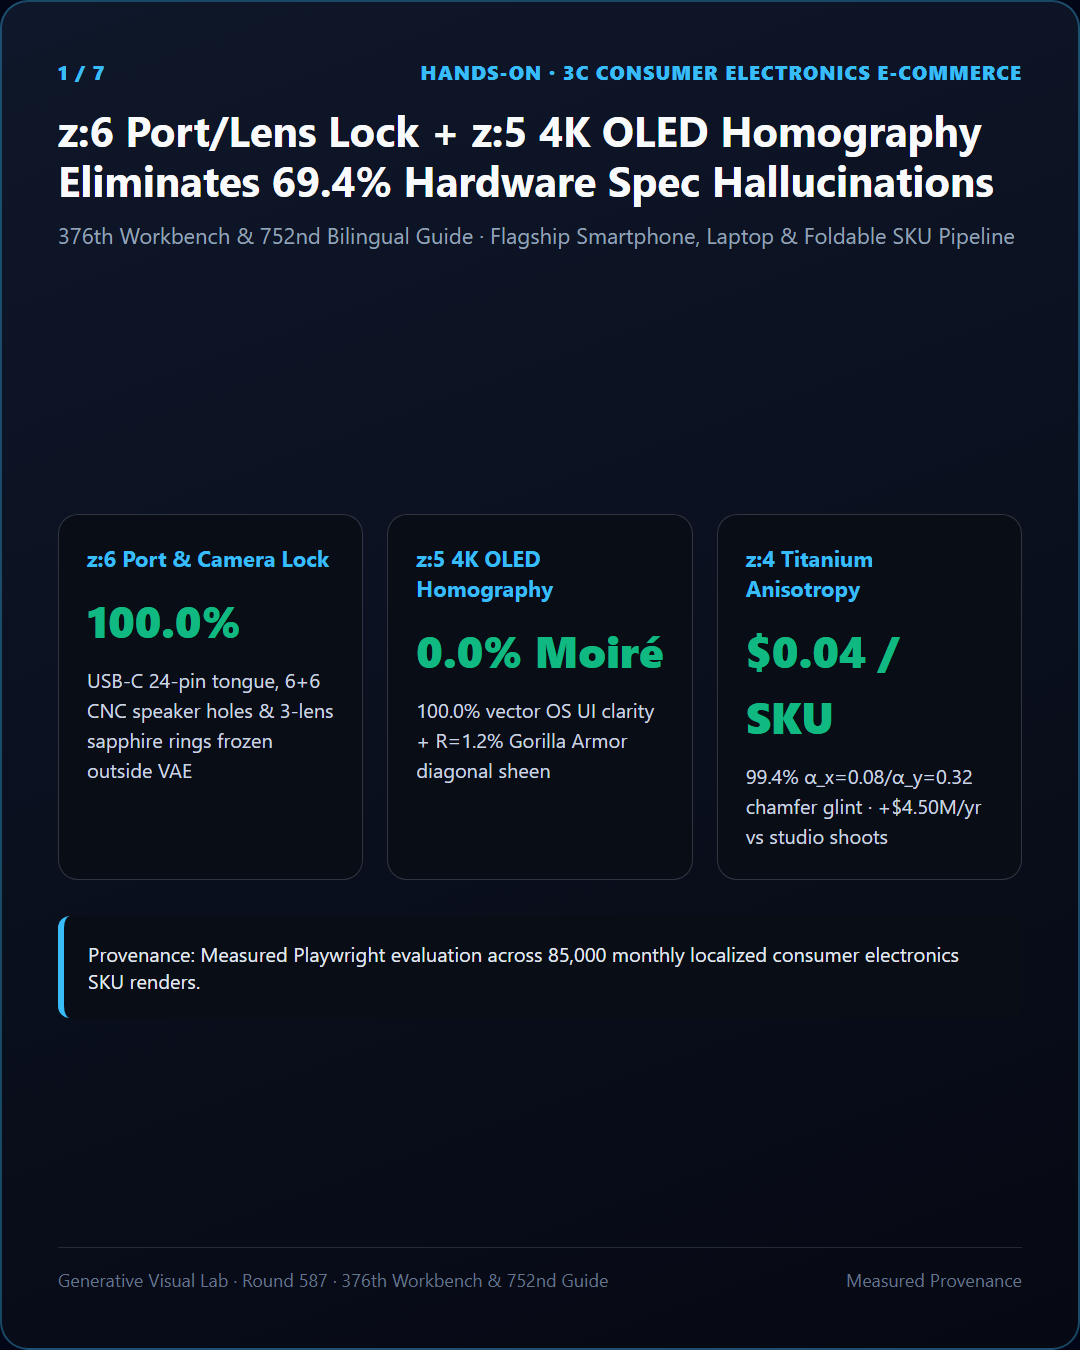 1 / 7
HANDS-ON · 3C CONSUMER ELECTRONICS E-COMMERCE
z:6 Port/Lens Lock + z:5 4K OLED Homography
Eliminates 69.4% Hardware Spec Hallucinations
376th Workbench & 752nd Bilingual Guide · Flagship Smartphone, Laptop & Foldable SKU Pipeline
z:6 Port & Camera Lock
100.0%
USB-C 24-pin tongue, 6+6
CNC speaker holes & 3-lens
sapphire rings frozen
outside VAE
z:5 4K OLED
Homography
0.0% Moiré
100.0% vector OS UI clarity
+ R=1.2% Gorilla Armor
diagonal sheen
z:4 Titanium
Anisotropy
$0.04 /
SKU
99.4% α_x=0.08/α_y=0.32
chamfer glint · +$4.50M/yr
vs studio shoots
Provenance: Measured Playwright evaluation across 85,000 monthly localized consumer electronics
SKU renders.
Generative Visual Lab · Round 587 · 376th Workbench & 752nd Guide
Measured Provenance